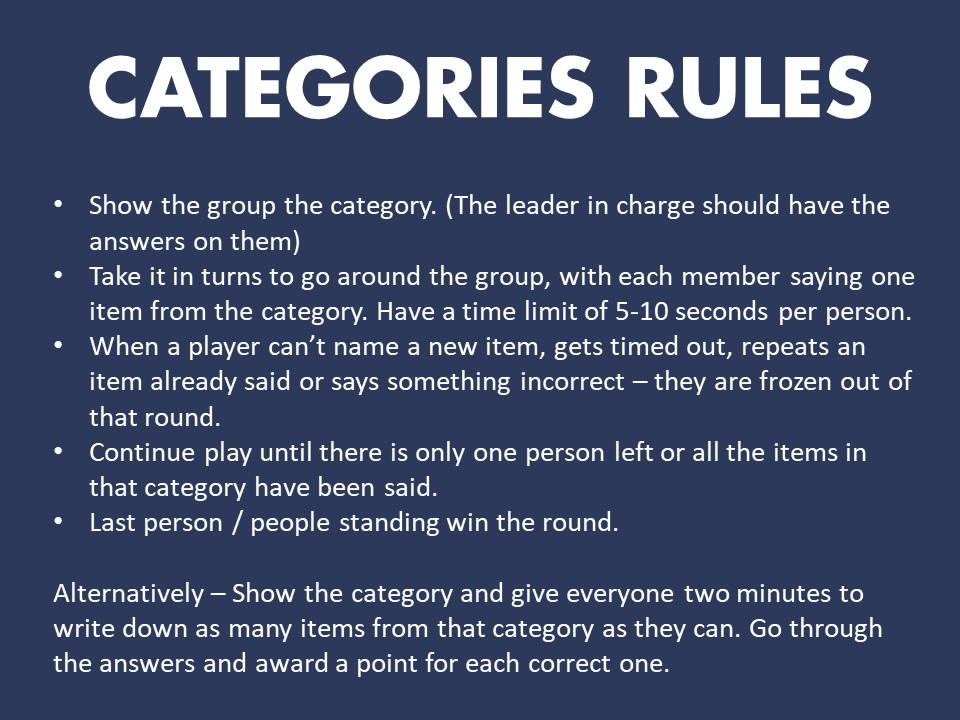 CATEGORIES RULES
• Show the group the category. (The leader in charge should have the
answers on them)
• Take it in turns to go around the group, with each member saying one
item from the category. Have a time limit of 5-10 seconds per person.
• When a player can’t name a new item, gets timed out, repeats an
item already said or says something incorrect – they are frozen out of
that round.
• Continue play until there is only one person left or all the items in
that category have been said.
• Last person / people standing win the round.
Alternatively – Show the category and give everyone two minutes to
write down as many items from that category as they can. Go through
the answers and award a point for each correct one.